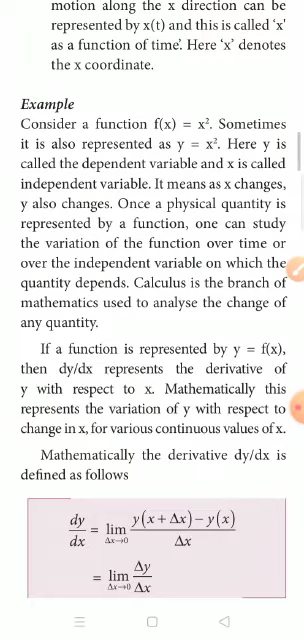 motion along the x direction can be
represented by x(t) and this is called ‘x'
as a function of time’. Here ‘x’ denotes
the x coordinate.
Example
Consider a function f(x) = x². Sometimes
it is also represented as y = x². Here y is
called the dependent variable and x is called
independent variable. It means as x changes,
y also changes. Once a physical quantity is
represented by a function, one can study
the variation of the function over time or
over the independent variable on which the
quantity depends. Calculus is the branch of
mathematics used to analyse the change of
any quantity.
If a function is represented by y = f(x),
then dy/dx represents the derivative of
y with respect to x. Mathematically this
represents the variation of y with respect to
change in x, for various continuous values of x.
Mathematically the derivative dy/dx is
defined as follows
dy/dx = lim Δx→0 y(x + Δx) − y(x) / Δx
= lim Δx→0 Δy/Δx